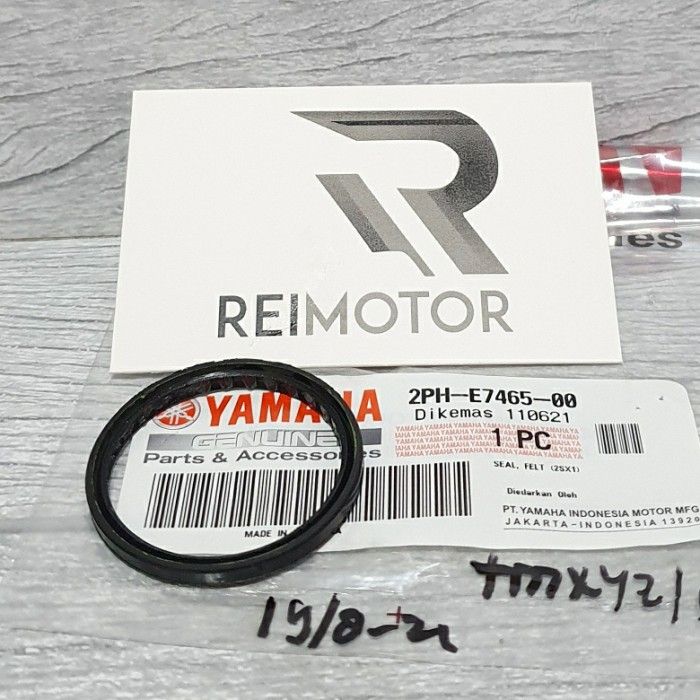 REIMOTOR
YAMAHA
GENUINE
Parts & Accessories
MADE IN
2PH-E7465-00
Dikemas 110621
1 PC
SEAL, FELT (2SX1)
Diedarkan Oleh
PT. YAMAHA INDONESIA MOTOR MFG
JAKARTA-INDONESIA 13920